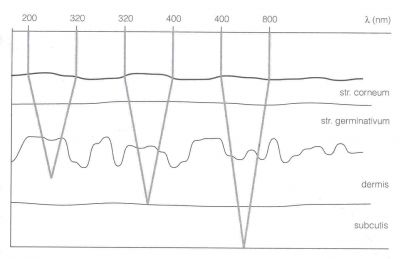 200 320 320 400 400 800 λ (nm)
str. corneum
str. germinativum
dermis
subcutis